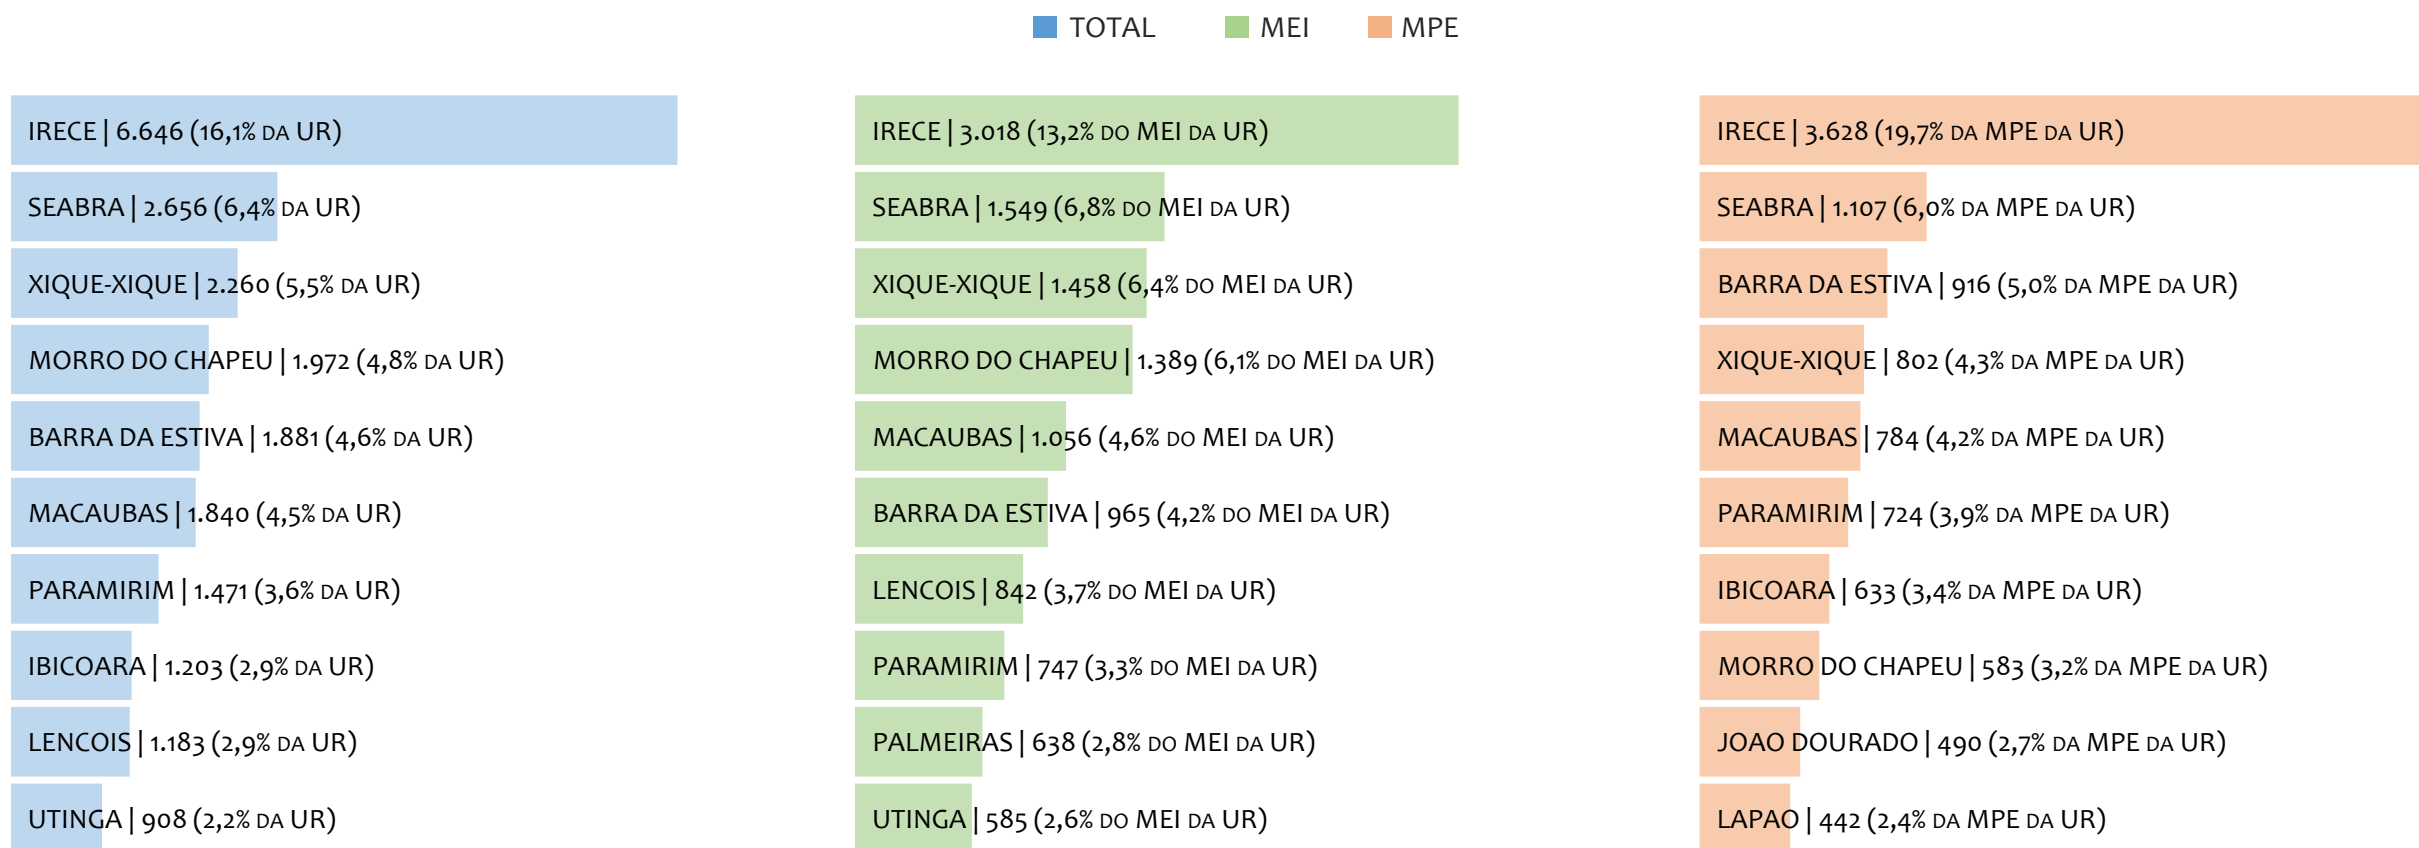 TOTAL MEI MPE
IRECE | 6.646 (16,1% DA UR)
SEABRA | 2.656 (6,4% DA UR)
XIQUE-XIQUE | 2.260 (5,5% DA UR)
MORRO DO CHAPEU | 1.972 (4,8% DA UR)
BARRA DA ESTIVA | 1.881 (4,6% DA UR)
MACAUBAS | 1.840 (4,5% DA UR)
PARAMIRIM | 1.471 (3,6% DA UR)
IBICOARA | 1.203 (2,9% DA UR)
LENCOIS | 1.183 (2,9% DA UR)
UTINGA | 908 (2,2% DA UR)
IRECE | 3.018 (13,2% DO MEI DA UR)
SEABRA | 1.549 (6,8% DO MEI DA UR)
XIQUE-XIQUE | 1.458 (6,4% DO MEI DA UR)
MORRO DO CHAPEU | 1.389 (6,1% DO MEI DA UR)
MACAUBAS | 1.056 (4,6% DO MEI DA UR)
BARRA DA ESTIVA | 965 (4,2% DO MEI DA UR)
LENCOIS | 842 (3,7% DO MEI DA UR)
PARAMIRIM | 747 (3,3% DO MEI DA UR)
PALMEIRAS | 638 (2,8% DO MEI DA UR)
UTINGA | 585 (2,6% DO MEI DA UR)
IRECE | 3.628 (19,7% DA MPE DA UR)
SEABRA | 1.107 (6,0% DA MPE DA UR)
BARRA DA ESTIVA | 916 (5,0% DA MPE DA UR)
XIQUE-XIQUE | 802 (4,3% DA MPE DA UR)
MACAUBAS | 784 (4,2% DA MPE DA UR)
PARAMIRIM | 724 (3,9% DA MPE DA UR)
IBICOARA | 633 (3,4% DA MPE DA UR)
MORRO DO CHAPEU | 583 (3,2% DA MPE DA UR)
JOAO DOURADO | 490 (2,7% DA MPE DA UR)
LAPAO | 442 (2,4% DA MPE DA UR)